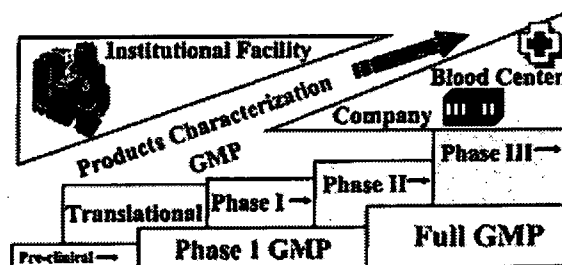 Institutional Facility
Products Characterization
GMP
Blood Center
Company
Phase III →
Phase II →
Phase I →
Translational
Pre-clinical →
Phase 1 GMP
Full GMP